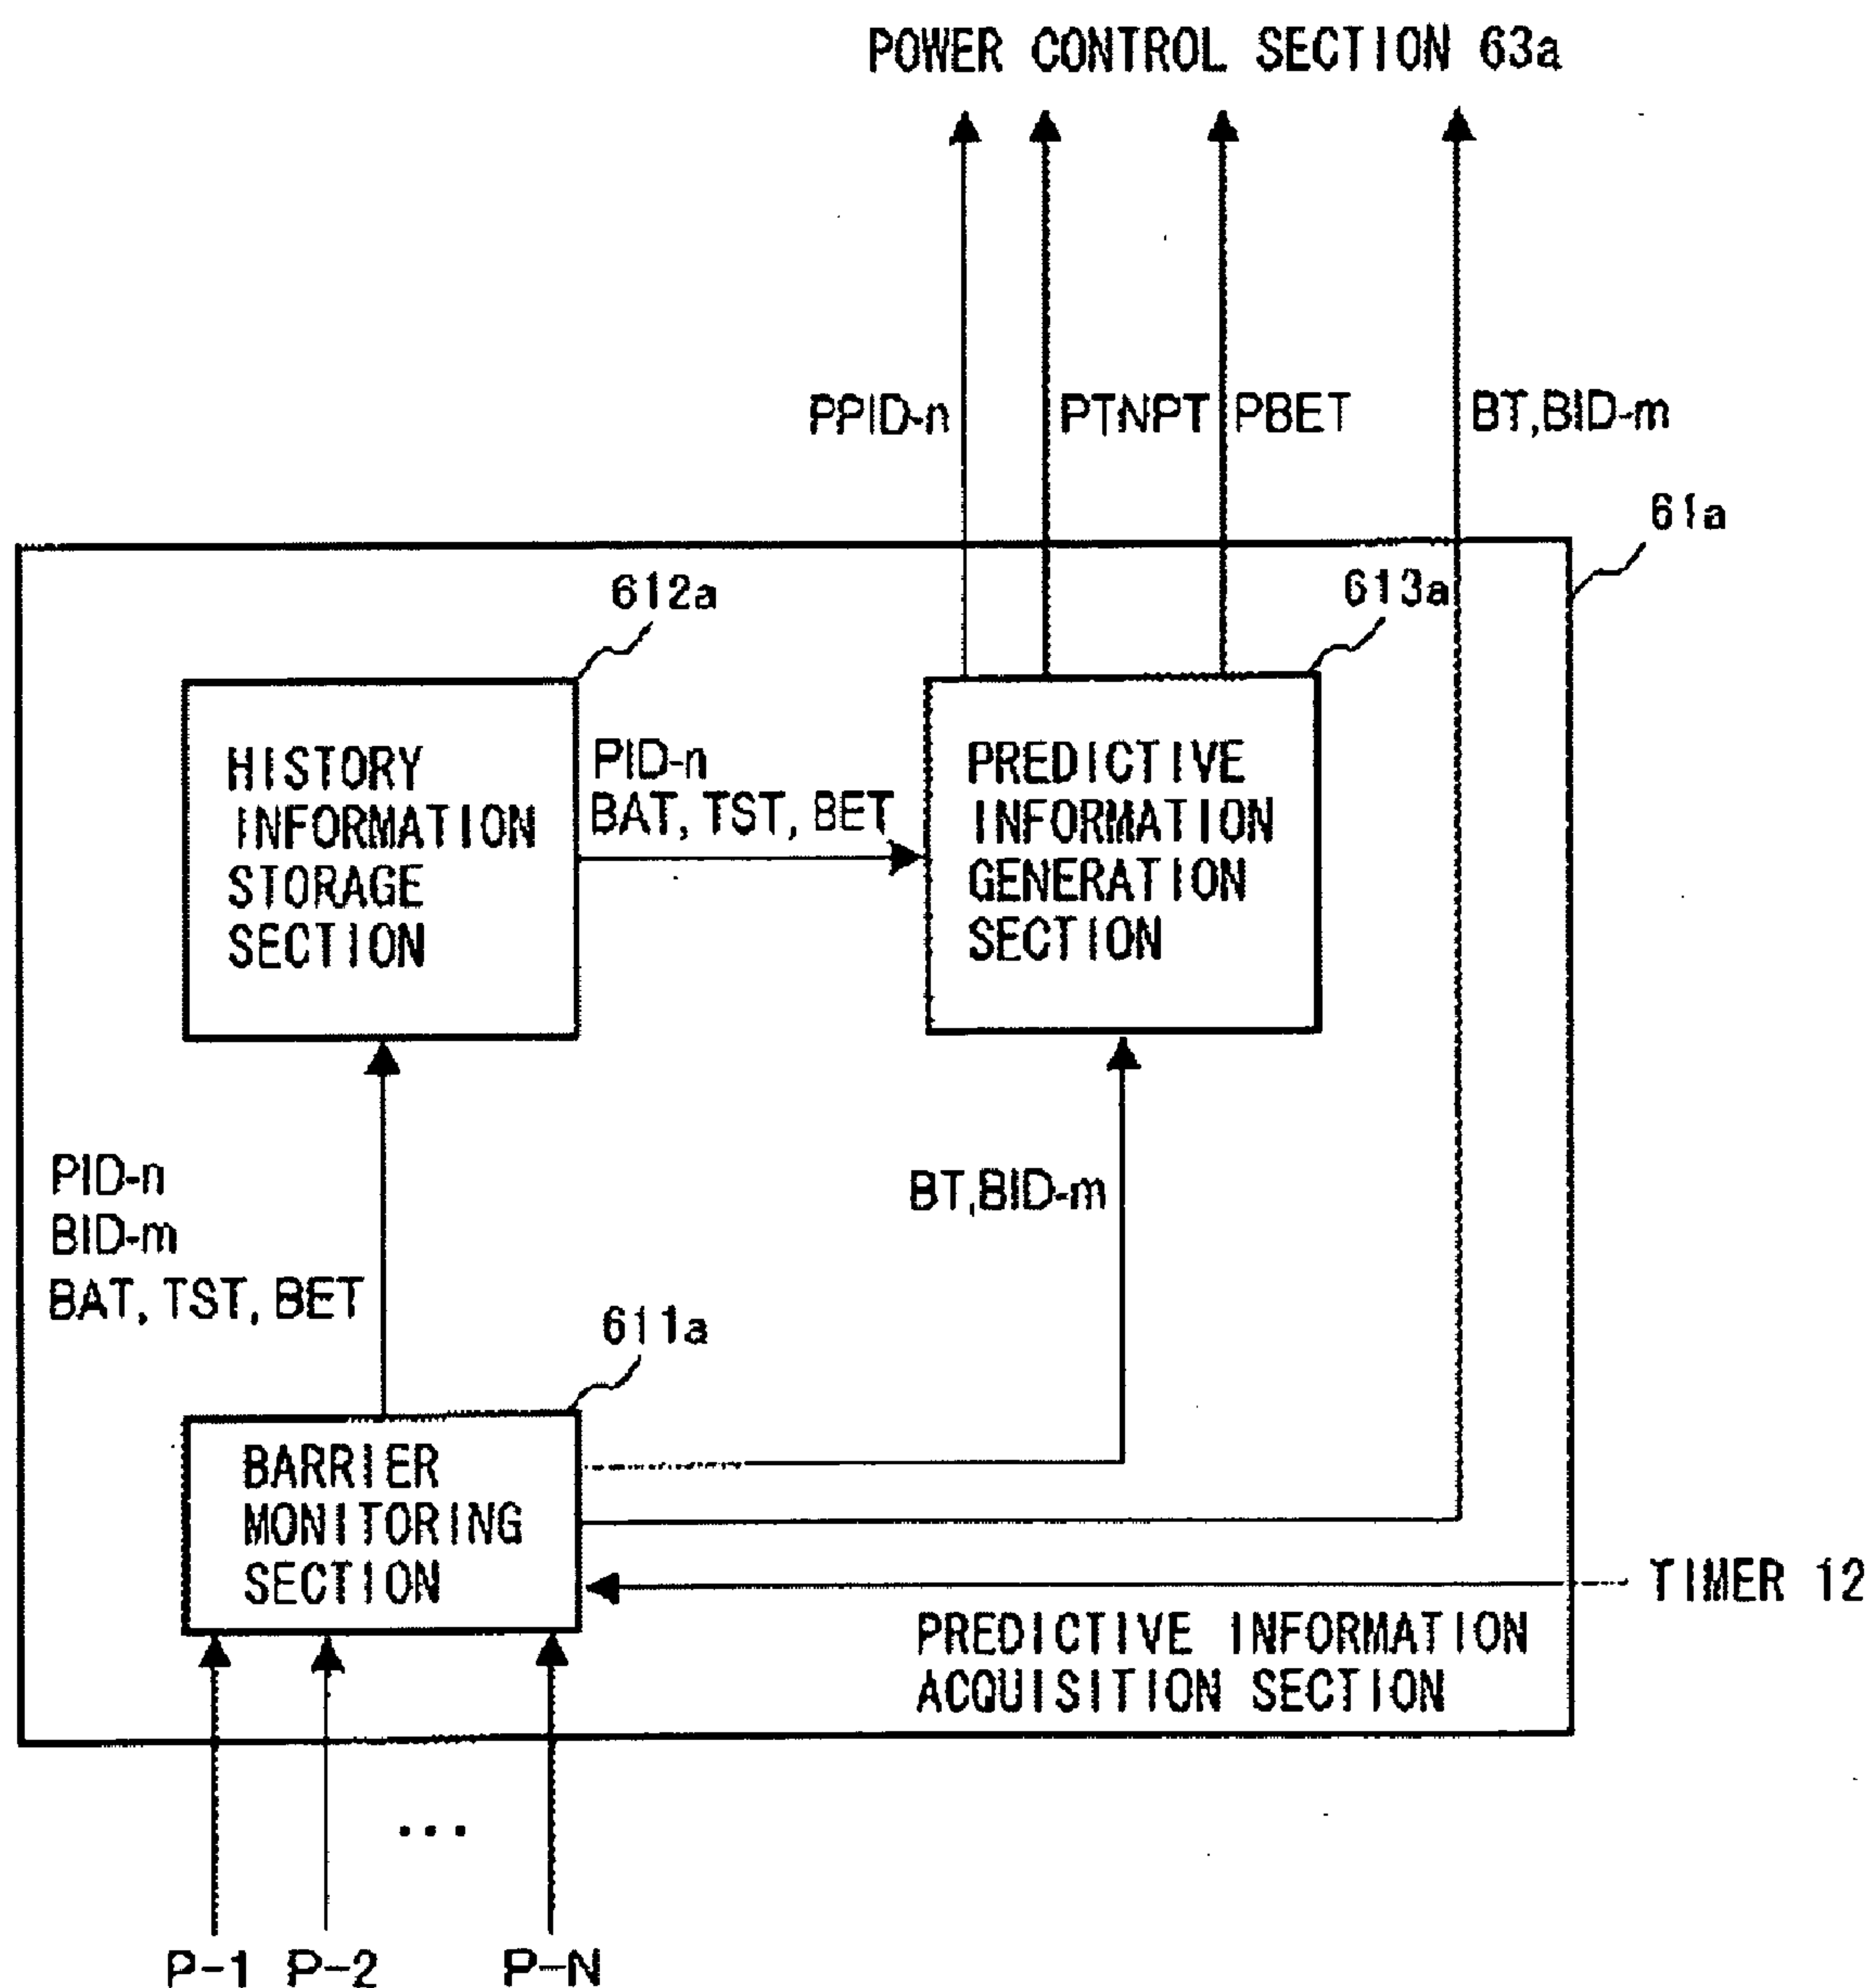 POWER CONTROL SECTION 63a
PPID-n
PTNPT
PBET
BT,BID-m
61a
612a
613a
HISTORY
INFORMATION
STORAGE
SECTION
PID-n
BAT, TST, BET
PREDICTIVE
INFORMATION
GENERATION
SECTION
PID-n
BID-m
BAT, TST, BET
BT,BID-m
611a
BARRIER
MONITORING
SECTION
TIMER 12
PREDICTIVE INFORMATION
ACQUISITION SECTION
...
P-1 P-2 P-N